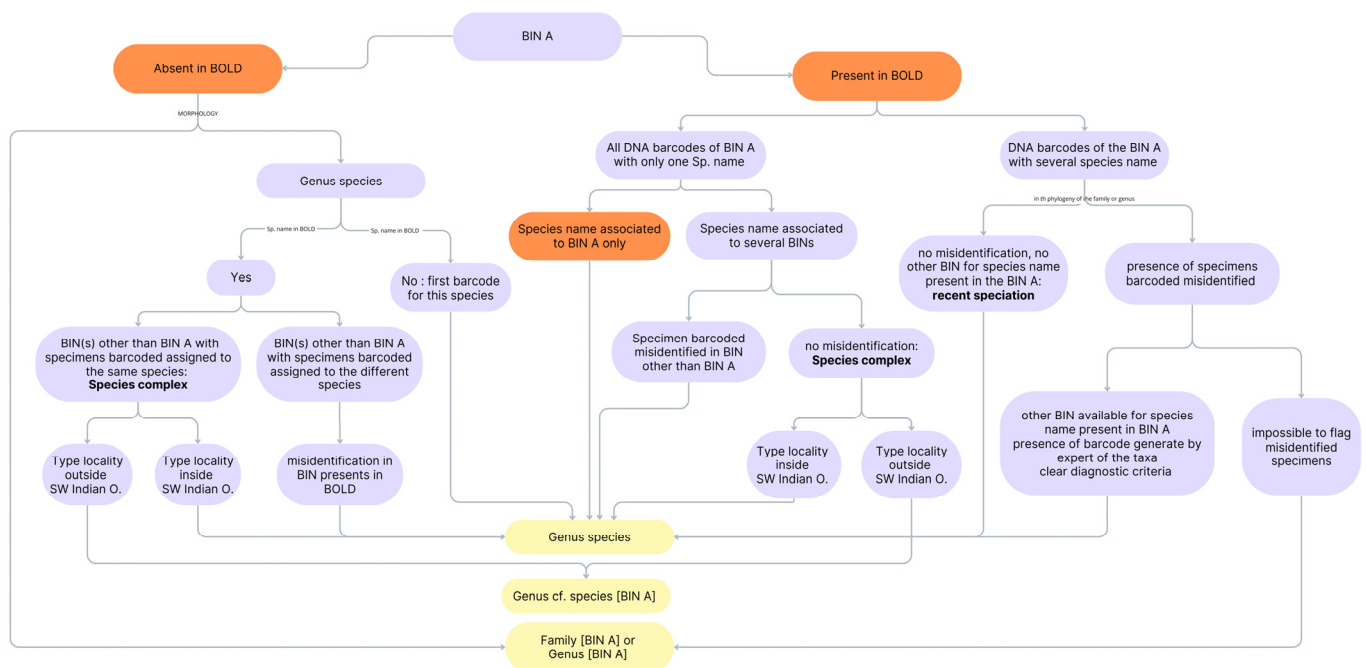 BIN A
Absent in BOLD
Present in BOLD
MORPHOLOGY
All DNA barcodes of BIN A
with only one Sp. name
DNA barcodes of the BIN A
with several species name
Genus species
in th phylogeny of the family or genus
Species name associated
to BIN A only
Species name associated
to several BINs
Sp. name in BOLD
Sp. name in BOLD
no misidentification, no
other BIN for species name
present in the BIN A:
recent speciation
presence of specimens
barcoded misidentified
Yes
No : first barcode
for this species
BIN(s) other than BIN A with
specimens barcoded assigned to
the same species:
Species complex
BIN(s) other than BIN A
with specimens barcoded
assigned to the different
species
Specimen barcoded
misidentified in BIN
other than BIN A
no misidentification:
Species complex
other BIN available for species
name present in BIN A
presence of barcode generate by
expert of the taxa
clear diagnostic criteria
impossible to flag
misidentified
specimens
Type locality
outside
SW Indian O.
Type locality
inside
SW Indian O.
misidentification in
BIN presents in
BOLD
Type locality
inside
SW Indian O.
Type locality
outside
SW Indian O.
Genus species
Genus cf. species [BIN A]
Family [BIN A] or
Genus [BIN A]